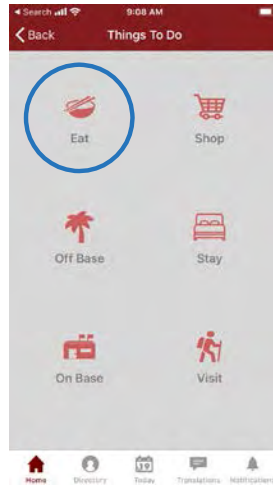 Search 9:08 AM
Back Things To Do
Eat Shop
Off Base Stay
On Base Visit
19
Home Directory Today Translations Notifications